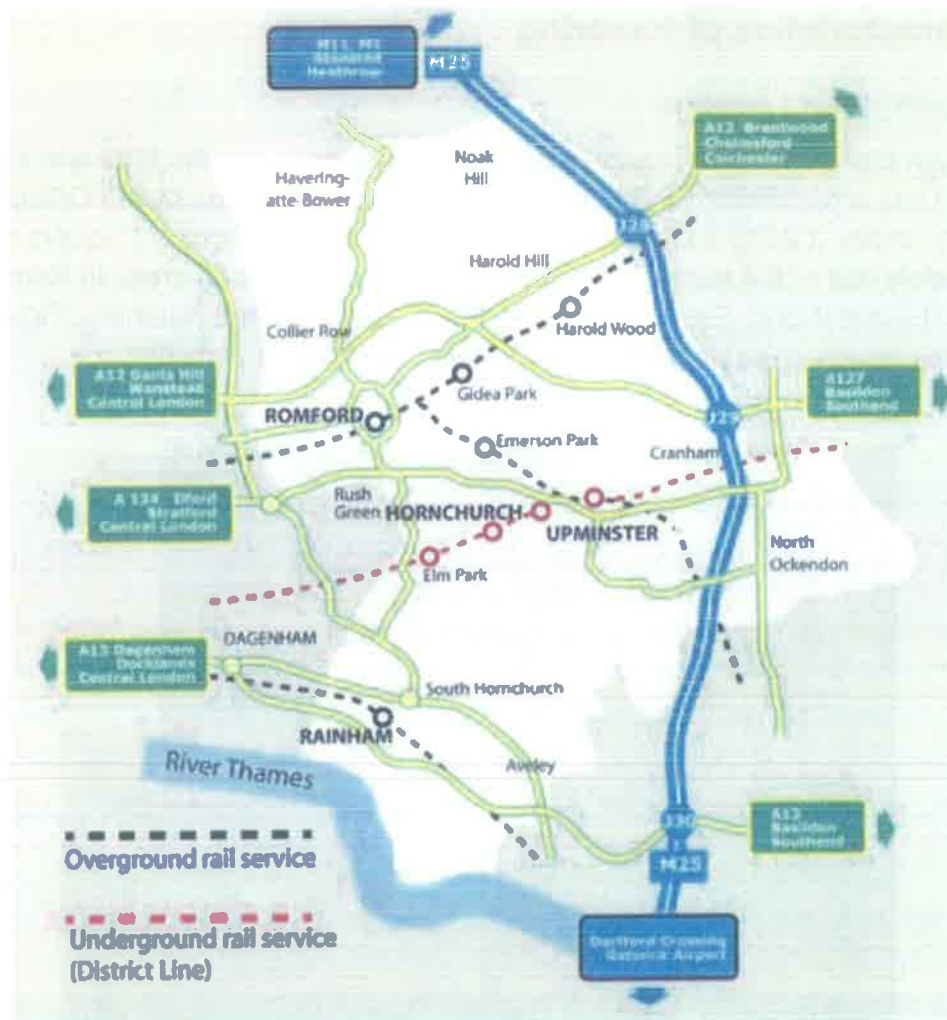 M11, M1
Stansted
Heathrow
M25
A12 Brentwood
Chelmsford
Colchester
Noak
Hill
Havering-
atte-Bower
J28
Harold Hill
Collier Row
Harold Wood
A12 Gants Hill
Wanstead
Central London
A127
Basildon
Southend
Gidea Park
ROMFORD
J29
Emerson Park
Cranham
A 124 Ilford
Stratford
Central London
Rush
Green
HORNCHURCH
UPMINSTER
North
Ockendon
Elm Park
DAGENHAM
A13 Dagenham
Docklands
Central London
South Hornchurch
RAINHAM
Aveley
River Thames
J30
A13
Basildon
Southend
M25
Overground rail service
Underground rail service
(District Line)
Dartford Crossing
Gatwick Airport